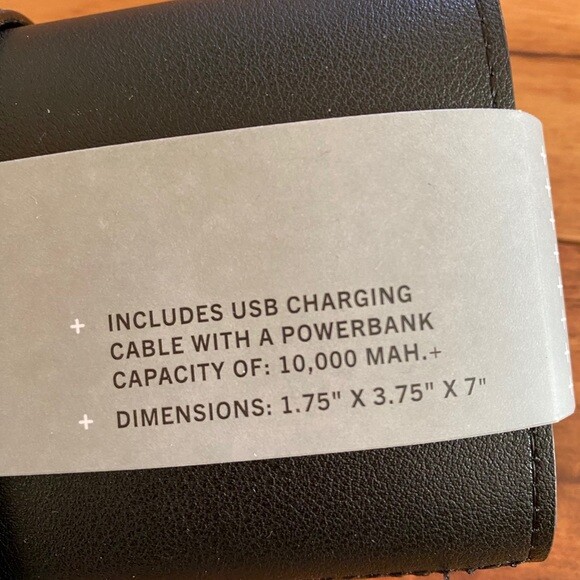 + INCLUDES USB CHARGING
CABLE WITH A POWERBANK
CAPACITY OF: 10,000 MAH.+
+ DIMENSIONS: 1.75" X 3.75" X 7"